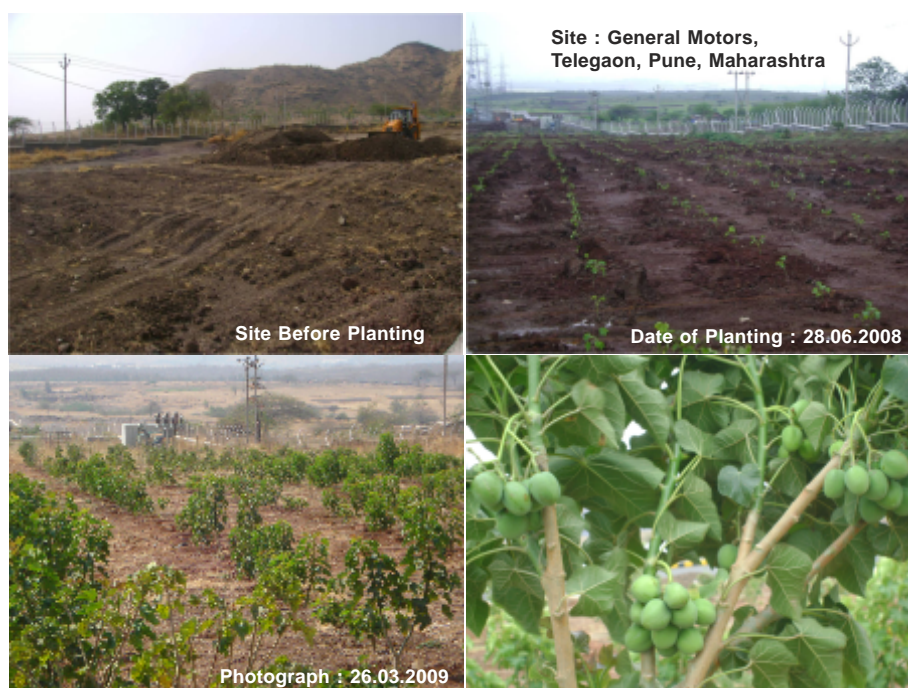 Site : General Motors,
Telegaon, Pune, Maharashtra
Site Before Planting
Date of Planting : 28.06.2008
Photograph : 26.03.2009